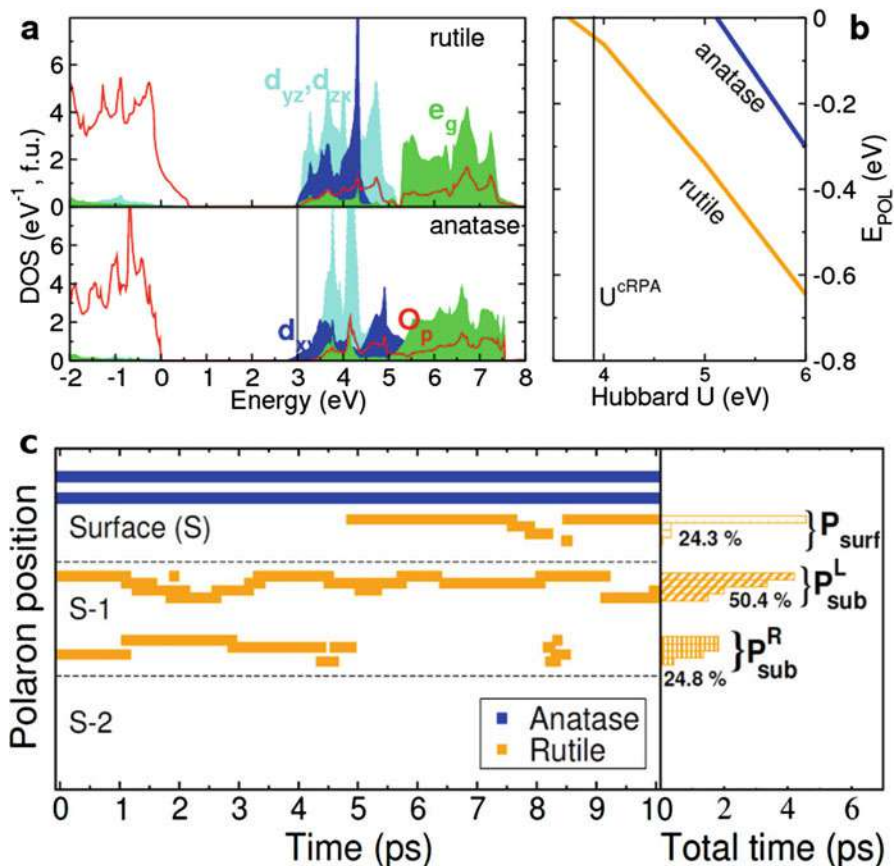 a
rutile
d_yz,d_zx
e_g
8
6
4
2
0
DOS (eV⁻¹, f.u.)
anatase
6
4
2
0
d_x
O_p
-2 -1 0 1 2 3 4 5 6 7 8
Energy (eV)
b
anatase
rutile
U^cRPA
0
-0.2
-0.4
-0.6
-0.8
E_POL (eV)
4 5 6
Hubbard U (eV)
c
Polaron position
Surface (S)
S-1
S-2
Anatase
Rutile
0 1 2 3 4 5 6 7 8 9 10
Time (ps)
24.3 %
}P_surf
50.4 %
}P^L_sub
24.8 %
}P^R_sub
0 2 4 6
Total time (ps)